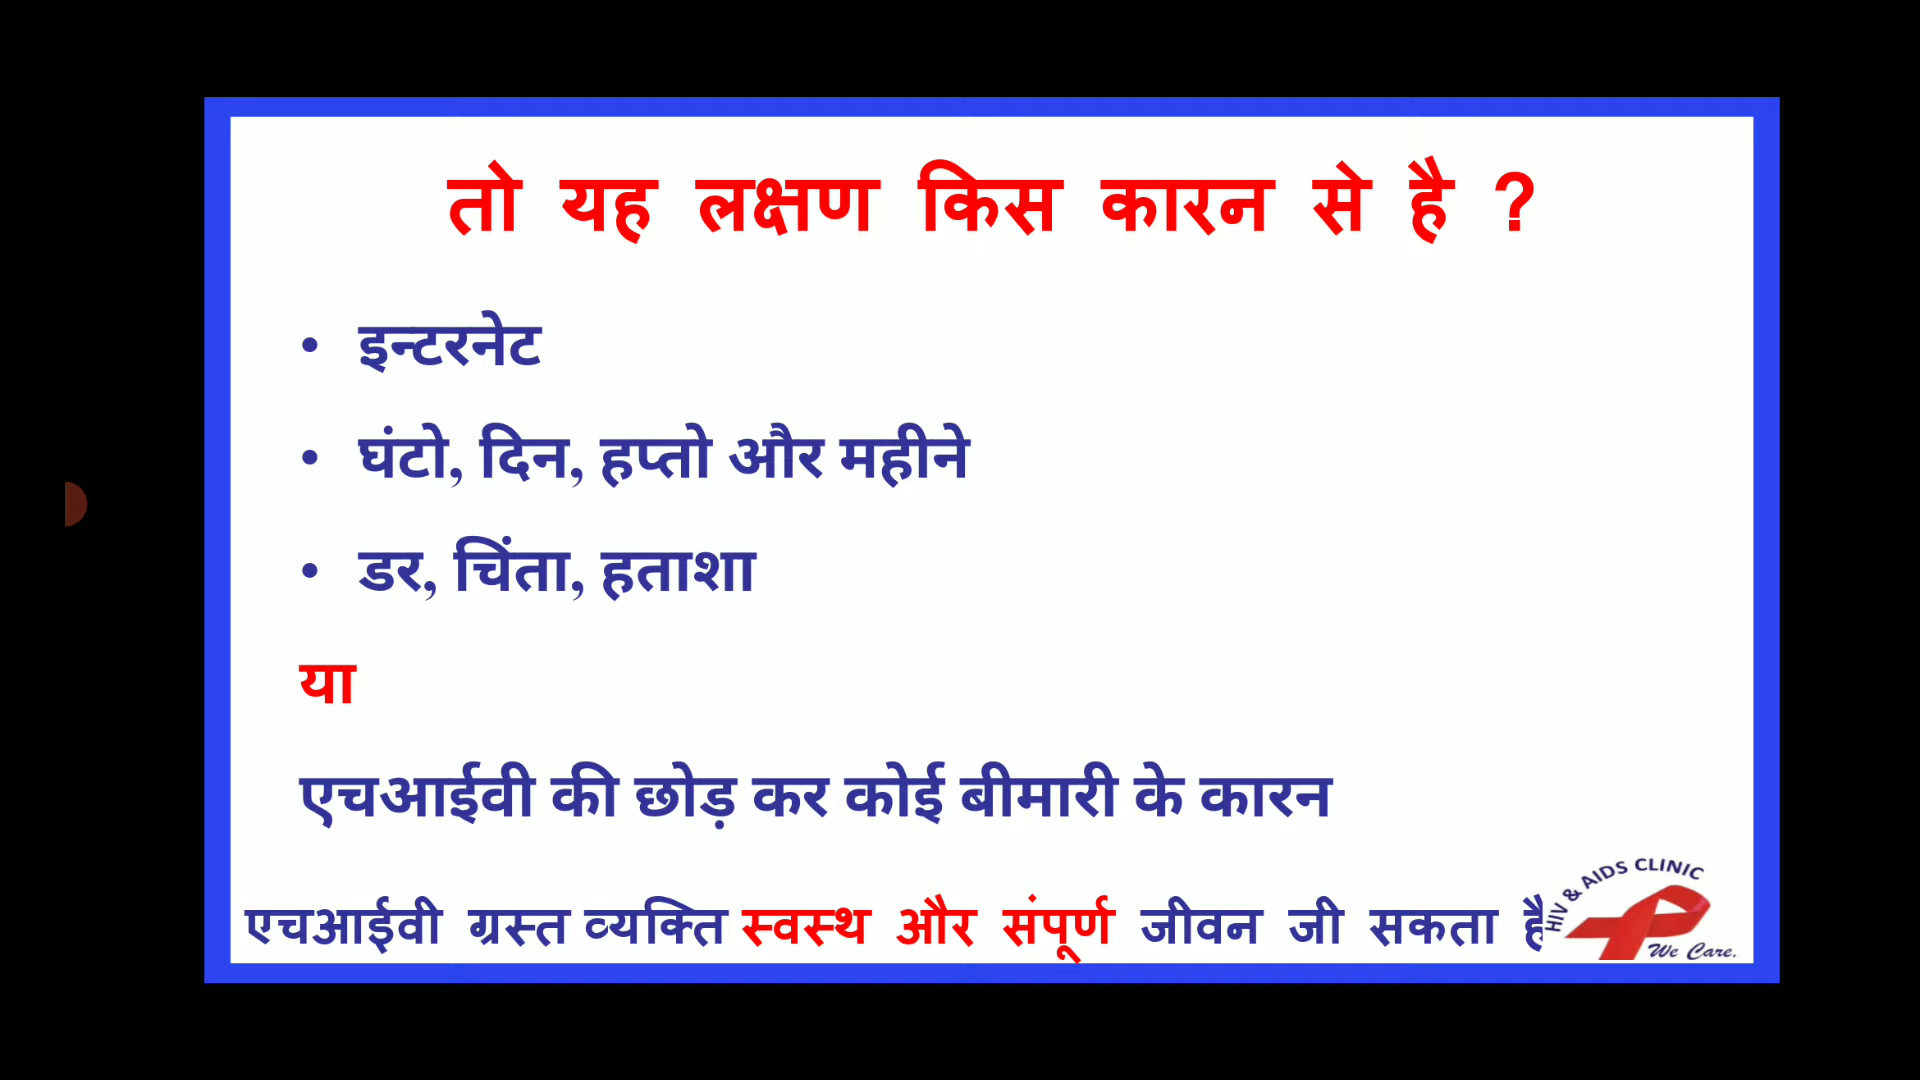 तो यह लक्षण किस कारन से है ?
• इन्टरनेट
• घंटो, दिन, हप्तो और महीने
• डर, चिंता, हताशा
या
एचआईवी की छोड़ कर कोई बीमारी के कारन
एचआईवी ग्रस्त व्यक्ति स्वस्थ और संपूर्ण जीवन जी सकता है
HIV & AIDS CLINIC
We Care.